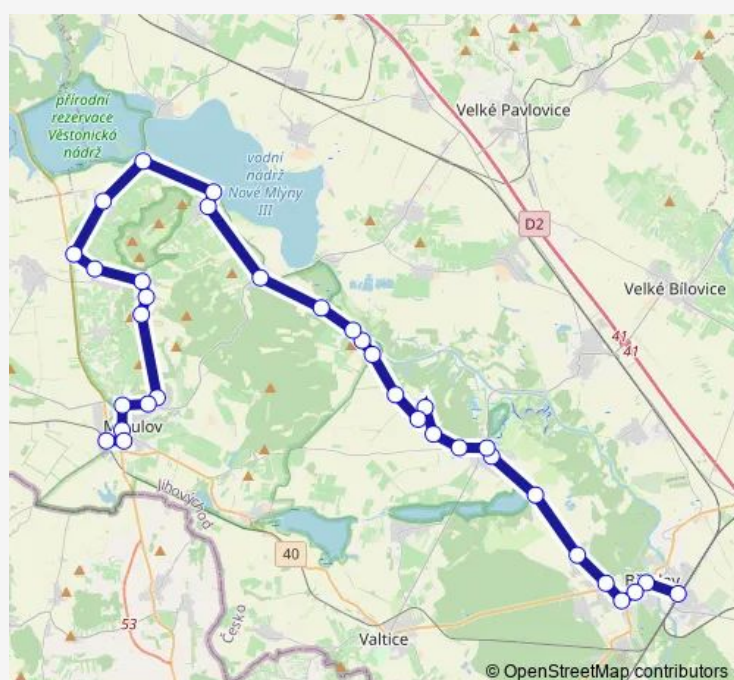 přírodní
rezervace
Věstonická
nádrž
Velké Pavlovice
vodní
nádrž
Nové Mlýny
III
D2
Velké Bílovice
41
41
Jihovýchod
40
53
Česko
Valtice
© OpenStreetMap contributors